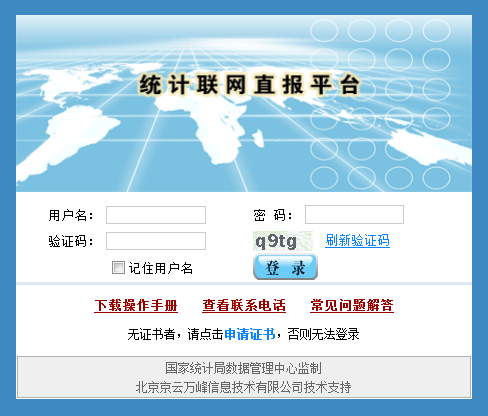 统计联网直报平台
用户名： 密 码：
验证码： q9tg 刷新验证码
记住用户名 登 录
下载操作手册 查看联系电话 常见问题解答
无证书者，请点击申请证书，否则无法登录
国家统计局数据管理中心监制
北京京云万峰信息技术有限公司技术支持